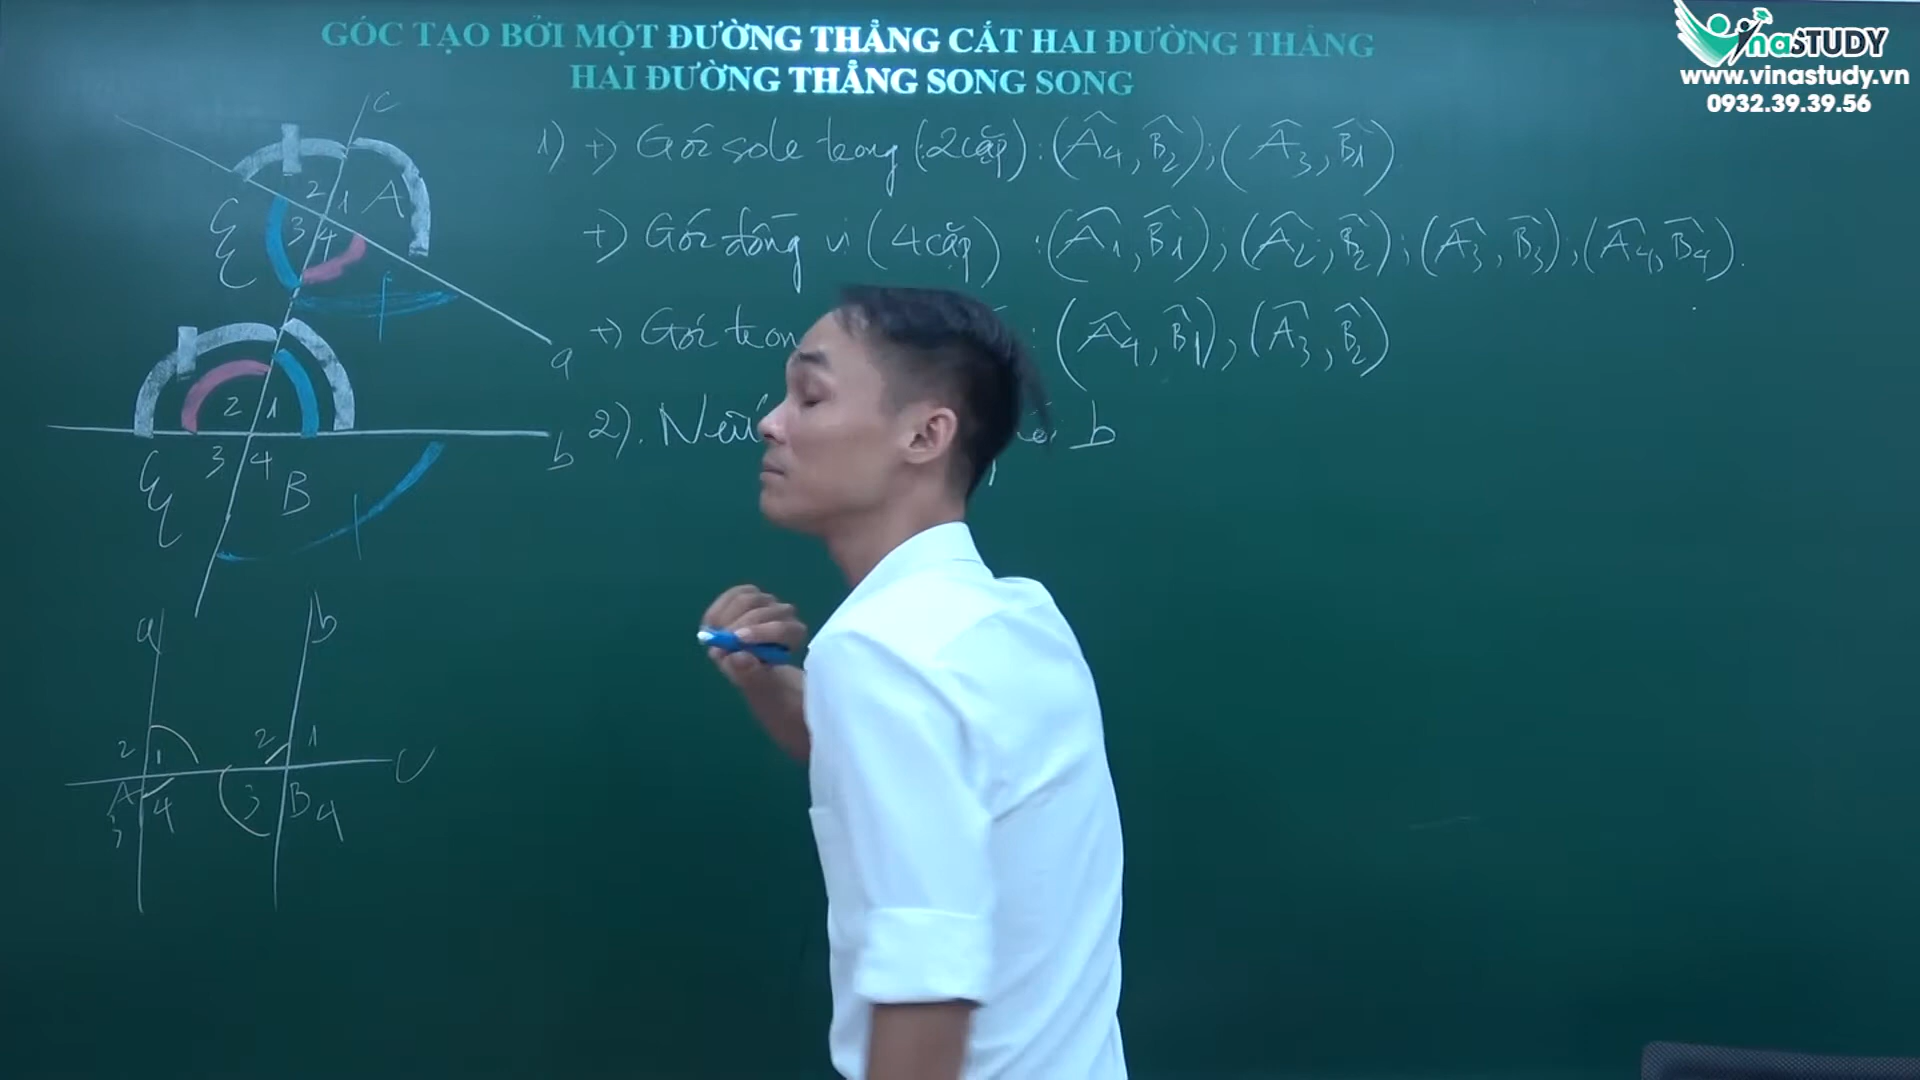 GÓC TẠO BỞI MỘT ĐƯỜNG THẲNG CẮT HAI ĐƯỜNG THẲNG
HAI ĐƯỜNG THẲNG SONG SONG
VinaSTUDY
www.vinastudy.vn
0932.39.39.56
1) +) Góc sole trong (2 cặp): (Â4, B̂2); (Â3, B̂1)
+) Góc đồng vị (4 cặp) : (Â1, B̂1); (Â2; B̂2); (Â3, B̂3); (Â4, B̂4).
+) Góc : (Â4, B̂1), (Â3, B̂2)
2). Nếu b
c
2 1 A
3 4
a
2 1
b
3 4
B
a b
2 1 2 1
c
A 4 3 B 4
3